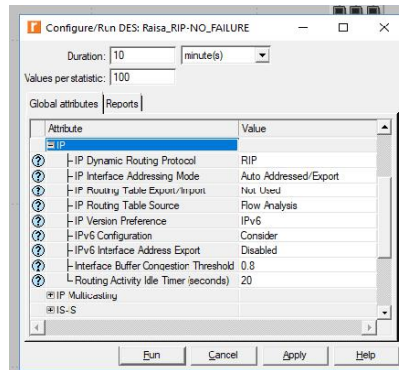 Configure/Run DES: Raisa_RIP-NO_FAILURE
Duration: 10 minute(s)
Values per statistic: 100
Global attributes Reports
Attribute Value
IP
IP Dynamic Routing Protocol RIP
IP Interface Addressing Mode Auto Addressed/Export
IP Routing Table Export/Import Not Used
IP Routing Table Source Flow Analysis
IP Version Preference IPv6
IPv6 Configuration Consider
IPv6 Interface Address Export Disabled
Interface Buffer Congestion Threshold 0.8
Routing Activity Idle Timer (seconds) 20
IP Multicasting
IS-S
Run Cancel Apply Help